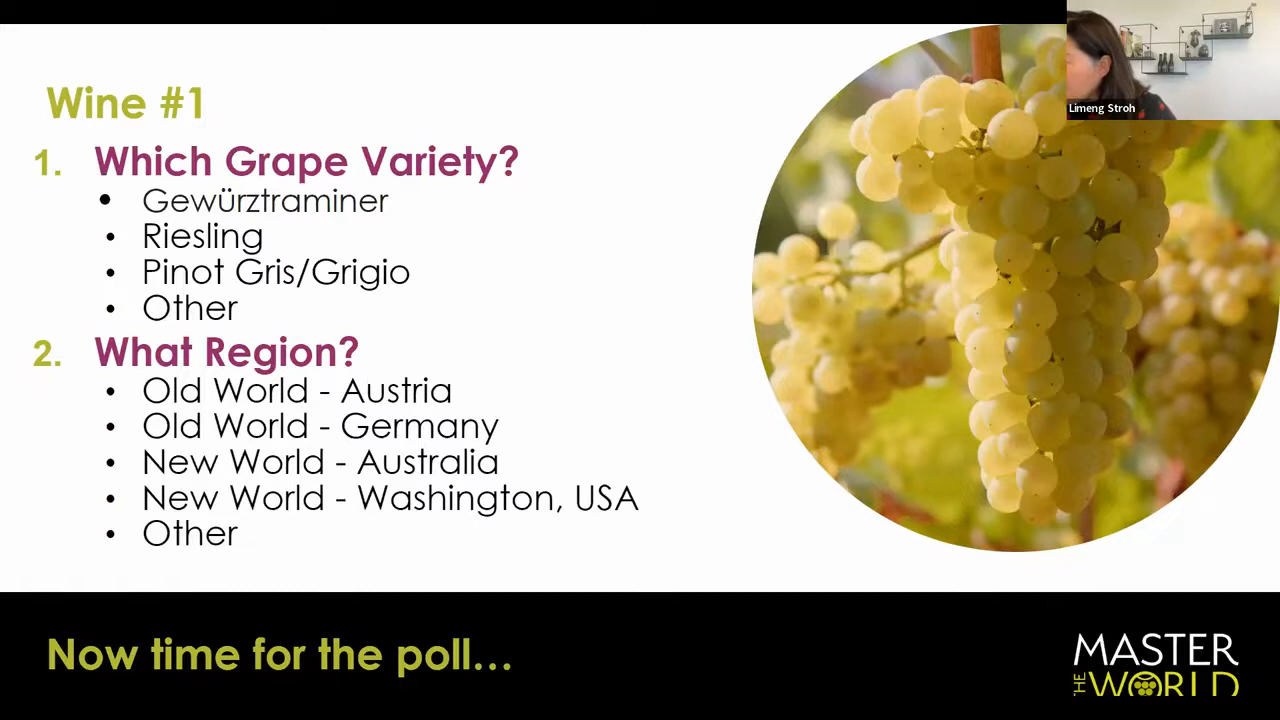 Limeng Stroh
Wine #1
1. Which Grape Variety?
• Gewürztraminer
• Riesling
• Pinot Gris/Grigio
• Other
2. What Region?
• Old World - Austria
• Old World - Germany
• New World - Australia
• New World - Washington, USA
• Other
Now time for the poll...
MASTER
THE WORLD